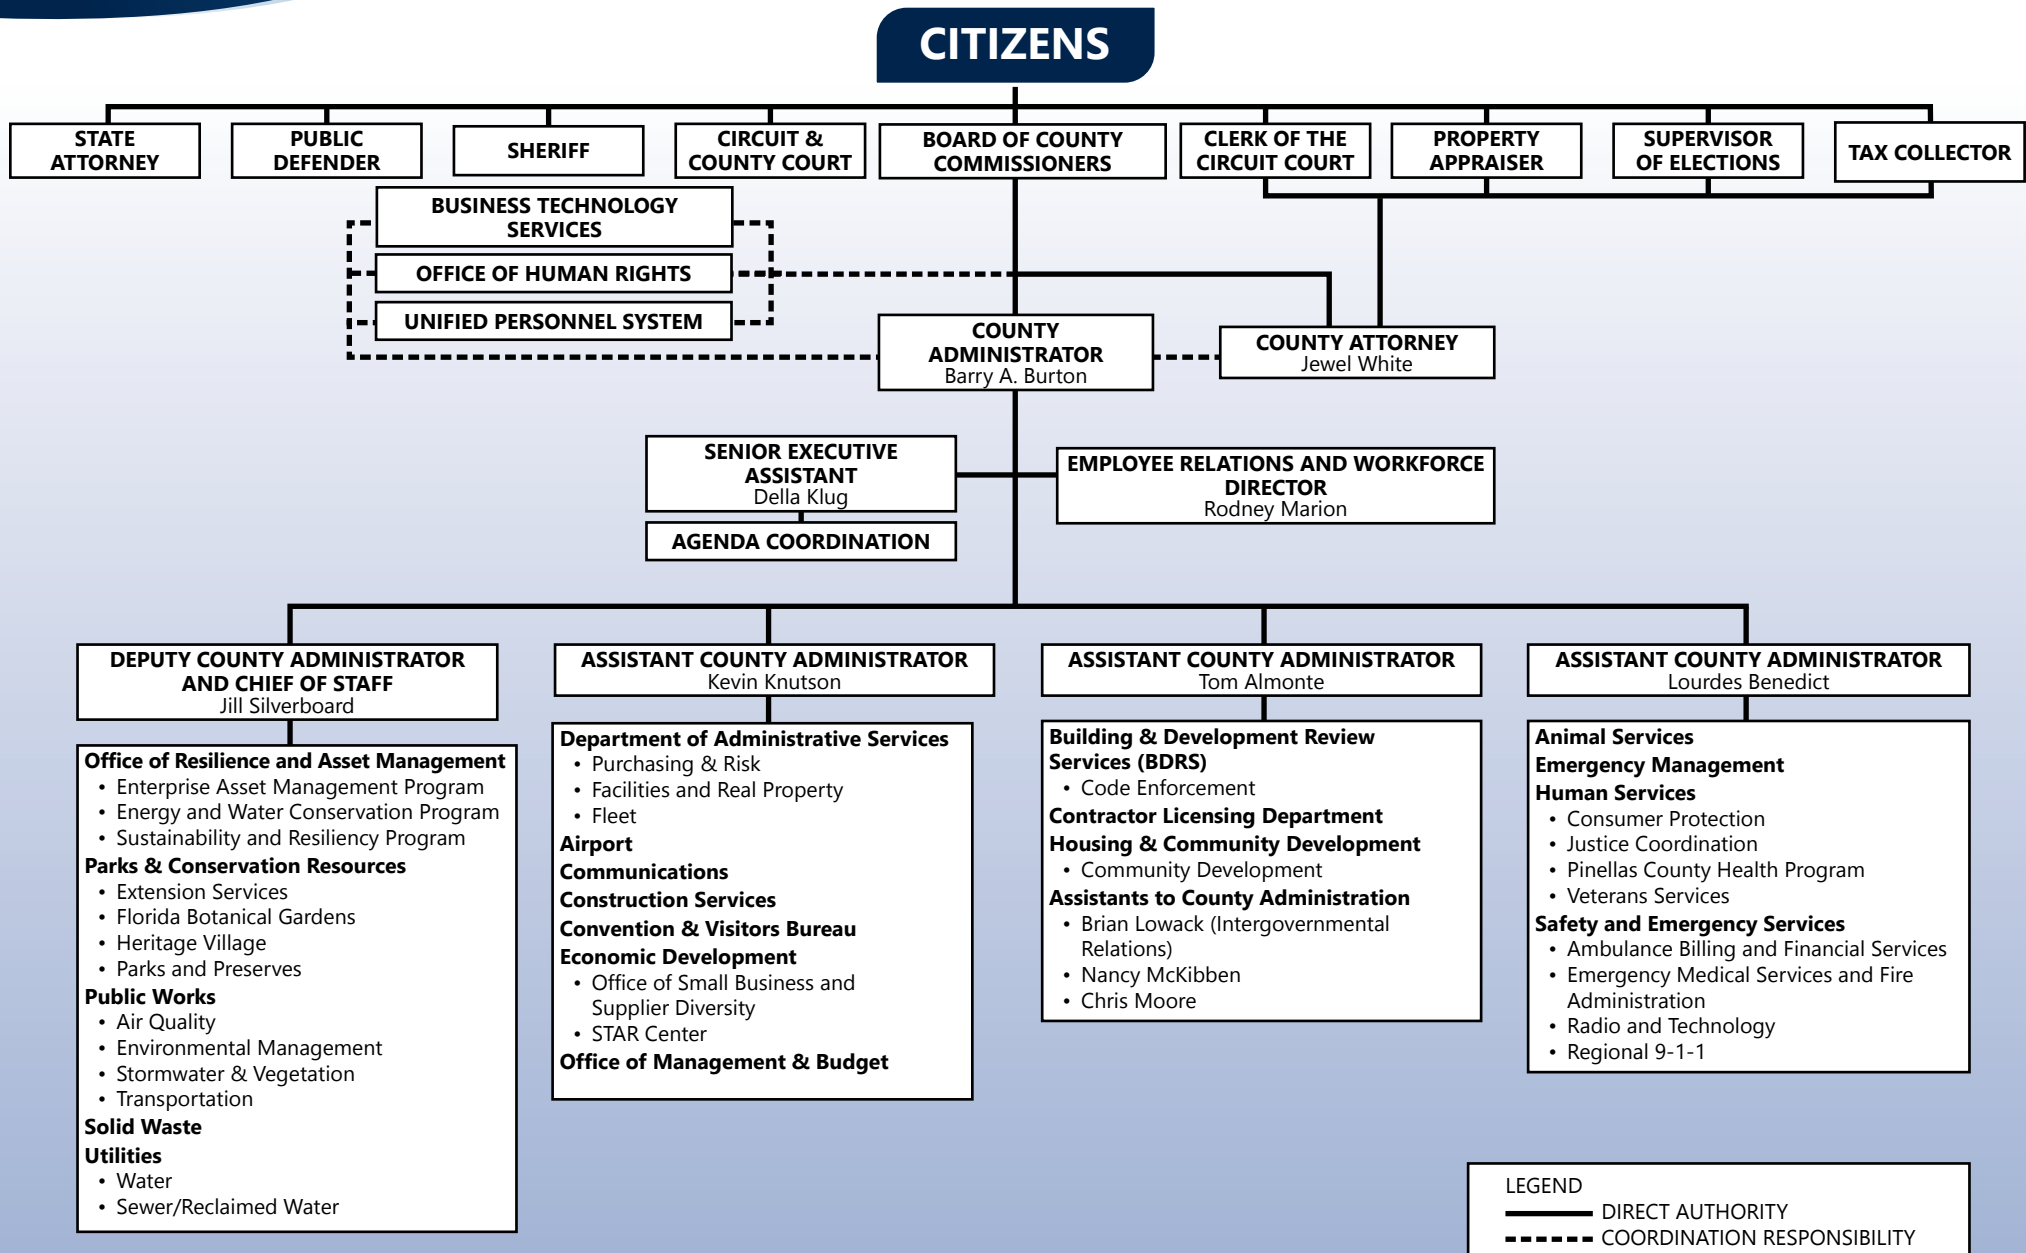 CITIZENS
STATE
ATTORNEY
PUBLIC
DEFENDER
SHERIFF
CIRCUIT &
COUNTY COURT
BOARD OF COUNTY
COMMISSIONERS
CLERK OF THE
CIRCUIT COURT
PROPERTY
APPRAISER
SUPERVISOR
OF ELECTIONS
TAX COLLECTOR
BUSINESS TECHNOLOGY
SERVICES
OFFICE OF HUMAN RIGHTS
UNIFIED PERSONNEL SYSTEM
COUNTY
ADMINISTRATOR
Barry A. Burton
COUNTY ATTORNEY
Jewel White
SENIOR EXECUTIVE
ASSISTANT
Della Klug
AGENDA COORDINATION
EMPLOYEE RELATIONS AND WORKFORCE
DIRECTOR
Rodney Marion
DEPUTY COUNTY ADMINISTRATOR
AND CHIEF OF STAFF
Jill Silverboard
Office of Resilience and Asset Management
• Enterprise Asset Management Program
• Energy and Water Conservation Program
• Sustainability and Resiliency Program
Parks & Conservation Resources
• Extension Services
• Florida Botanical Gardens
• Heritage Village
• Parks and Preserves
Public Works
• Air Quality
• Environmental Management
• Stormwater & Vegetation
• Transportation
Solid Waste
Utilities
• Water
• Sewer/Reclaimed Water
ASSISTANT COUNTY ADMINISTRATOR
Kevin Knutson
Department of Administrative Services
• Purchasing & Risk
• Facilities and Real Property
• Fleet
Airport
Communications
Construction Services
Convention & Visitors Bureau
Economic Development
• Office of Small Business and
Supplier Diversity
• STAR Center
Office of Management & Budget
ASSISTANT COUNTY ADMINISTRATOR
Tom Almonte
Building & Development Review
Services (BDRS)
• Code Enforcement
Contractor Licensing Department
Housing & Community Development
• Community Development
Assistants to County Administration
• Brian Lowack (Intergovernmental
Relations)
• Nancy McKibben
• Chris Moore
ASSISTANT COUNTY ADMINISTRATOR
Lourdes Benedict
Animal Services
Emergency Management
Human Services
• Consumer Protection
• Justice Coordination
• Pinellas County Health Program
• Veterans Services
Safety and Emergency Services
• Ambulance Billing and Financial Services
• Emergency Medical Services and Fire
Administration
• Radio and Technology
• Regional 9-1-1
LEGEND
DIRECT AUTHORITY
COORDINATION RESPONSIBILITY